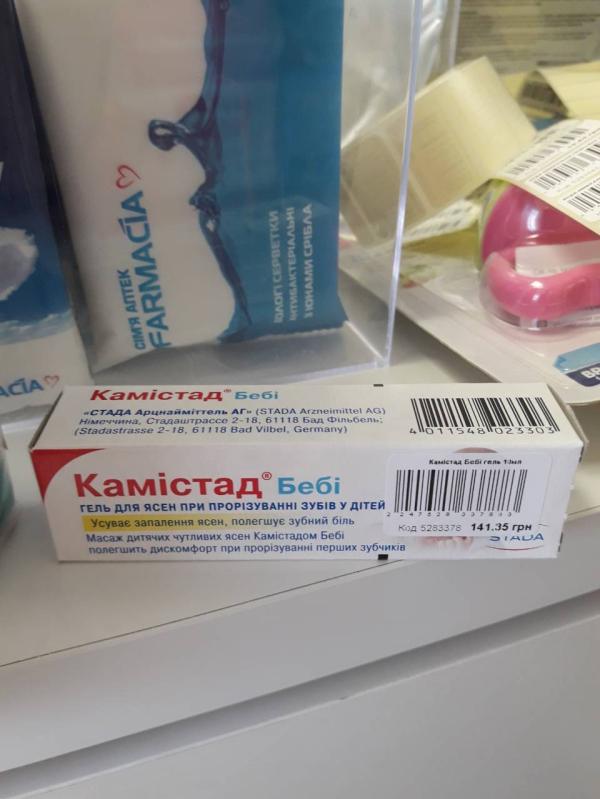 СІМ'Я АПТЕК
FARMACIA
ВОЛОГІ СЕРВЕТКИ
АНТИБАКТЕРІАЛЬНІ
З ІОНАМИ СРІБЛА
Камістад® Бебі
«СТАДА Арцнайміттель АГ» (STADA Arzneimittel AG)
Німеччина, Стадаштрассе 2-18, 61118 Бад Фільбель;
(Stadastrasse 2-18, 61118 Bad Vilbel, Germany)
4 011548 023303
Камістад® Бебі
ГЕЛЬ ДЛЯ ЯСЕН ПРИ ПРОРІЗУВАННІ ЗУБІВ У ДІТЕЙ
Усуває запалення ясен, полегшує зубний біль
Масаж дитячих чутливих ясен Камістадом Бебі
полегшить дискомфорт при прорізуванні перших зубчиків
Камістад Бебі гель 10мл
Код 5283378 141.35 грн
STADA